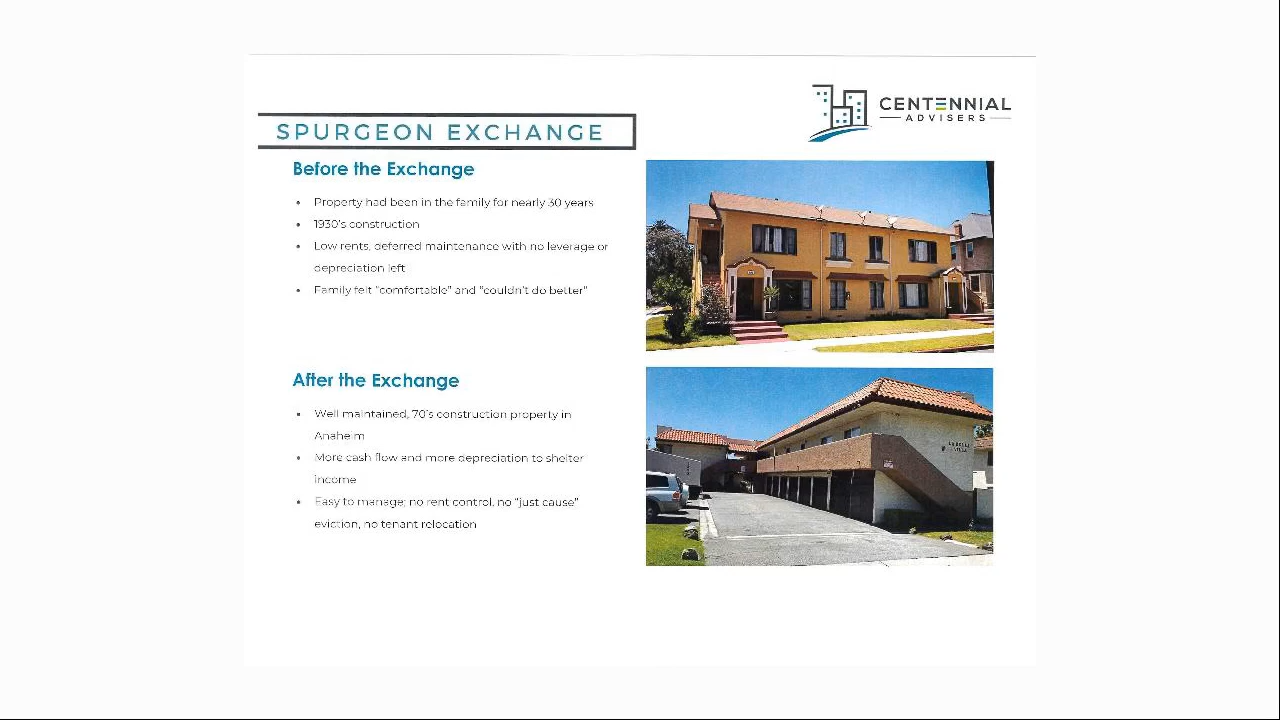 CENTENNIAL
ADVISERS
SPURGEON EXCHANGE
Before the Exchange
• Property had been in the family for nearly 30 years
• 1930's construction
• Low rents, deferred maintenance with no leverage or
depreciation left
• Family felt "comfortable" and "couldn't do better"
After the Exchange
• Well maintained, 70's construction property in
Anaheim
• More cash flow and more depreciation to shelter
income
• Easy to manage – no rent control, no "just cause"
eviction, no tenant relocation